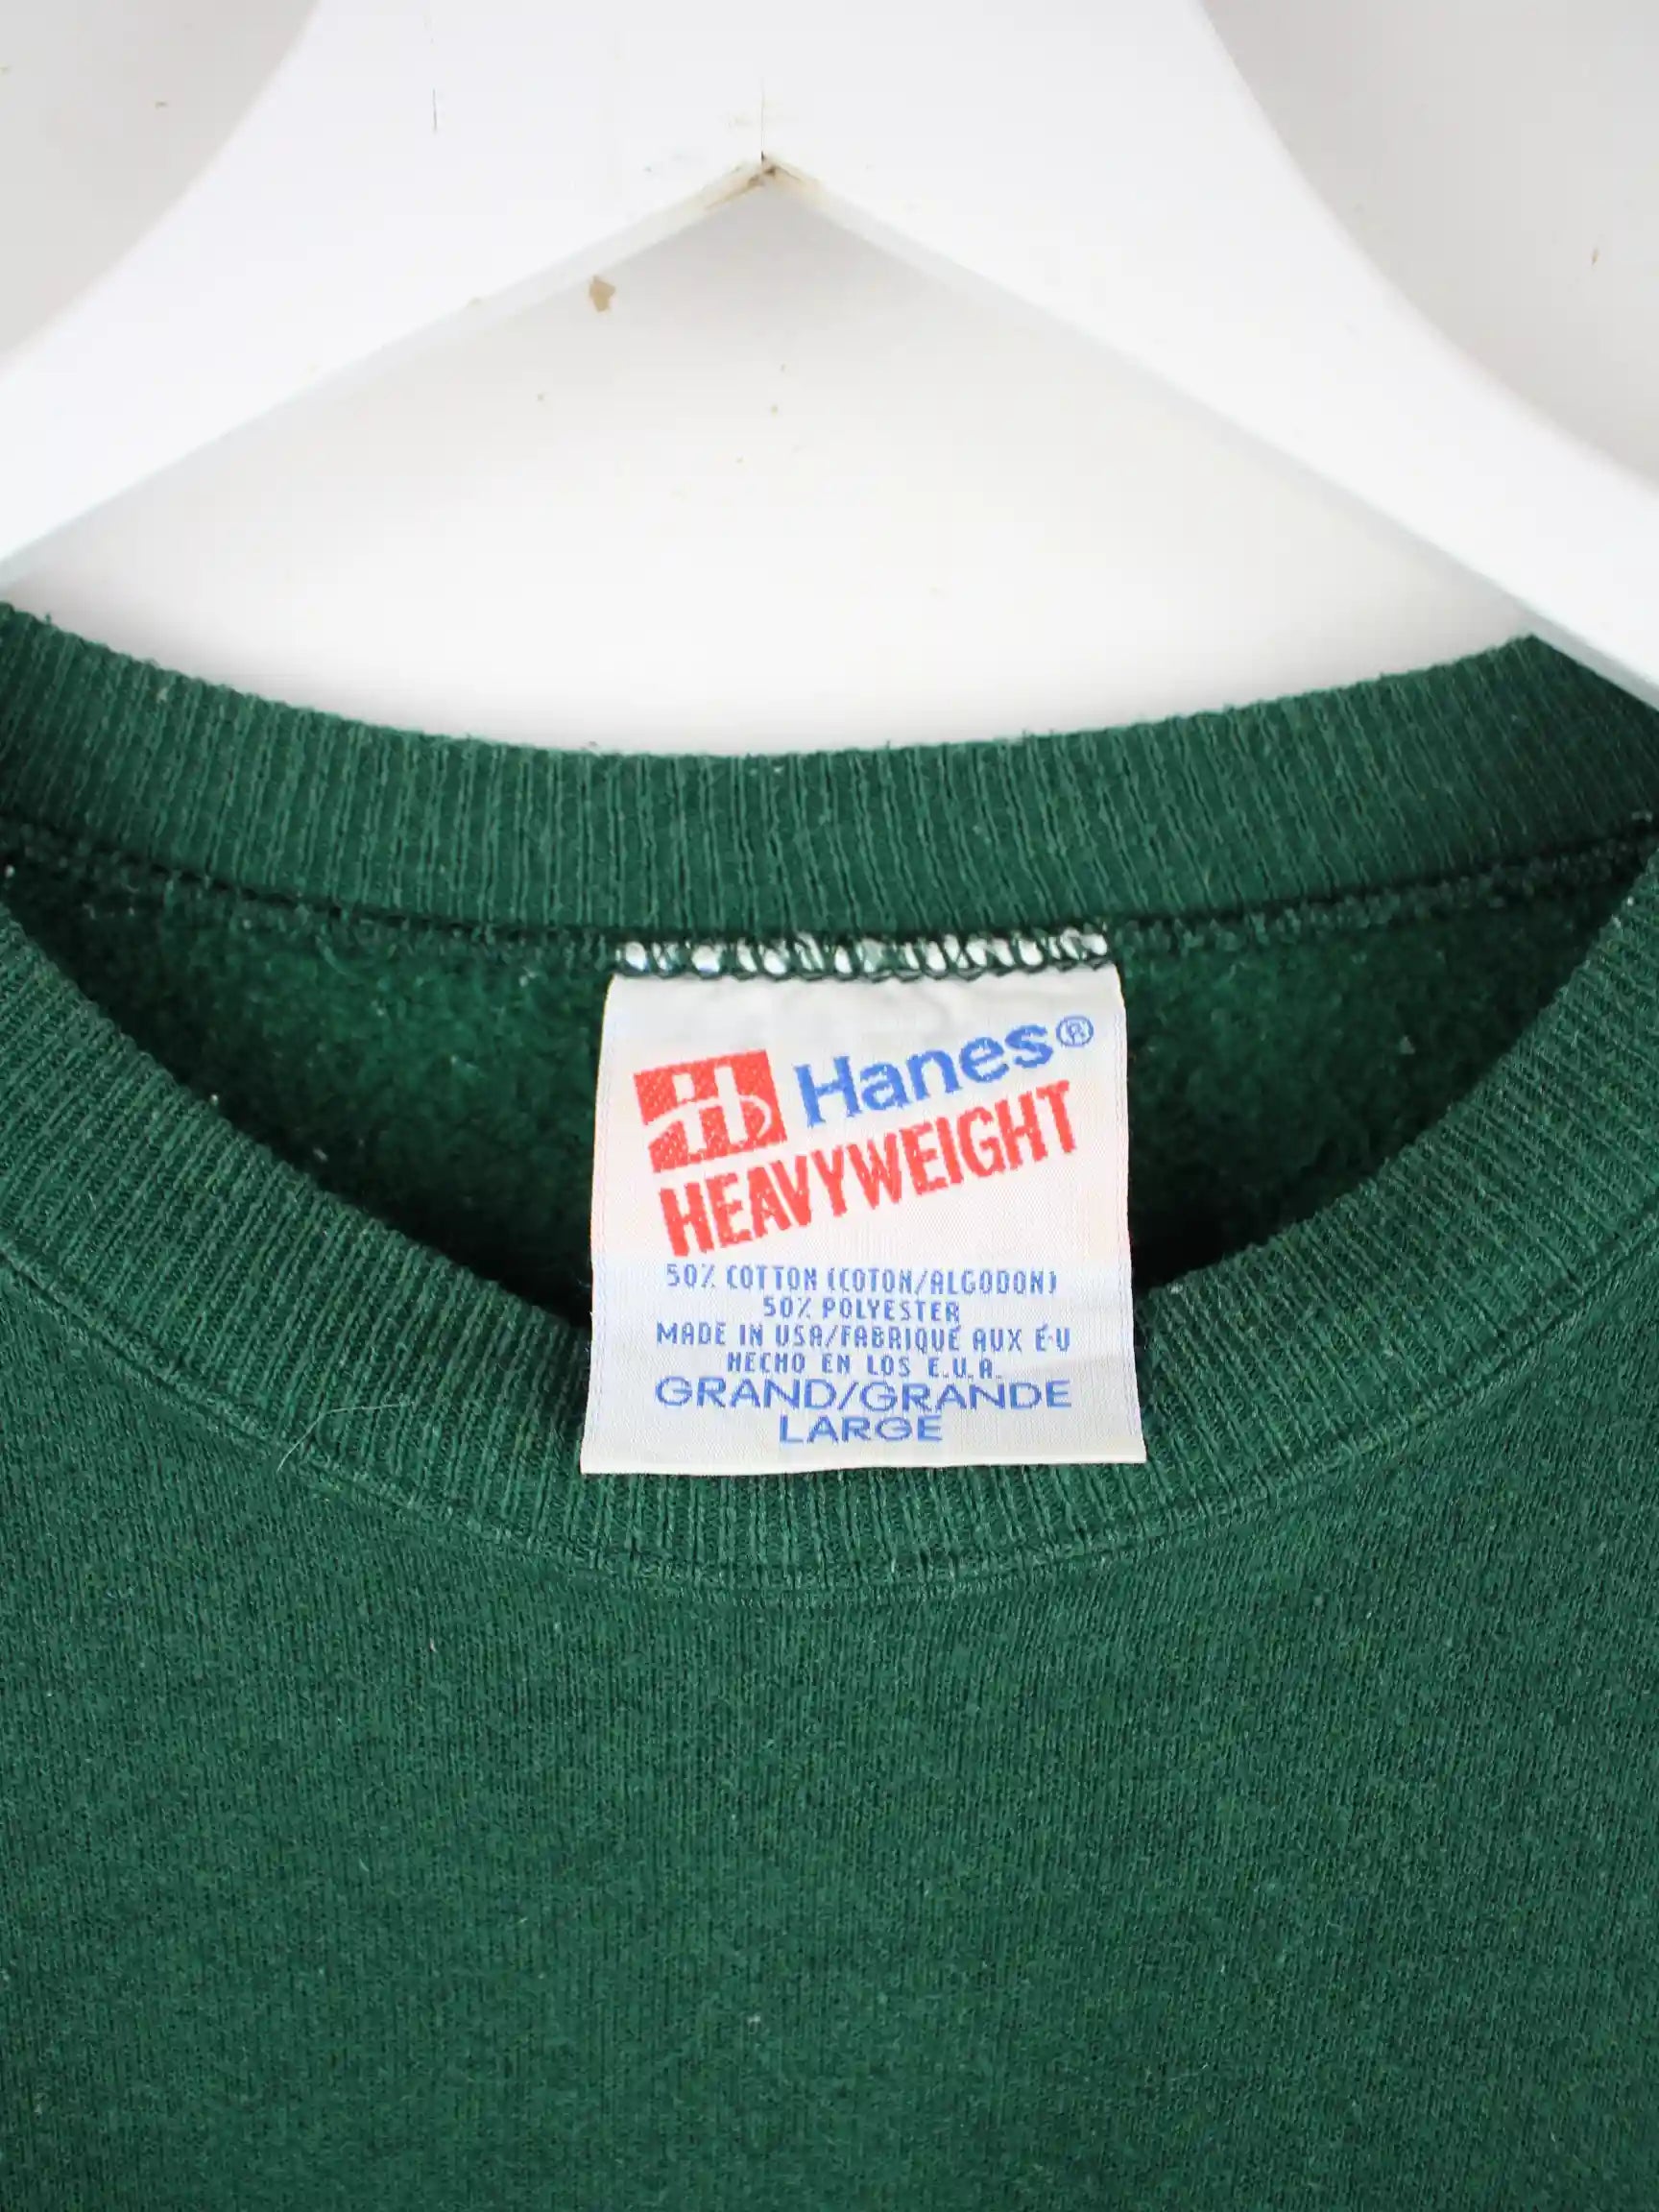 Hanes®
HEAVYWEIGHT
50% COTTON (COTON/ALGODON)
50% POLYESTER
MADE IN USA/FABRIQUÉ AUX É-U
HECHO EN LOS E.U.A.
GRAND/GRANDE
LARGE